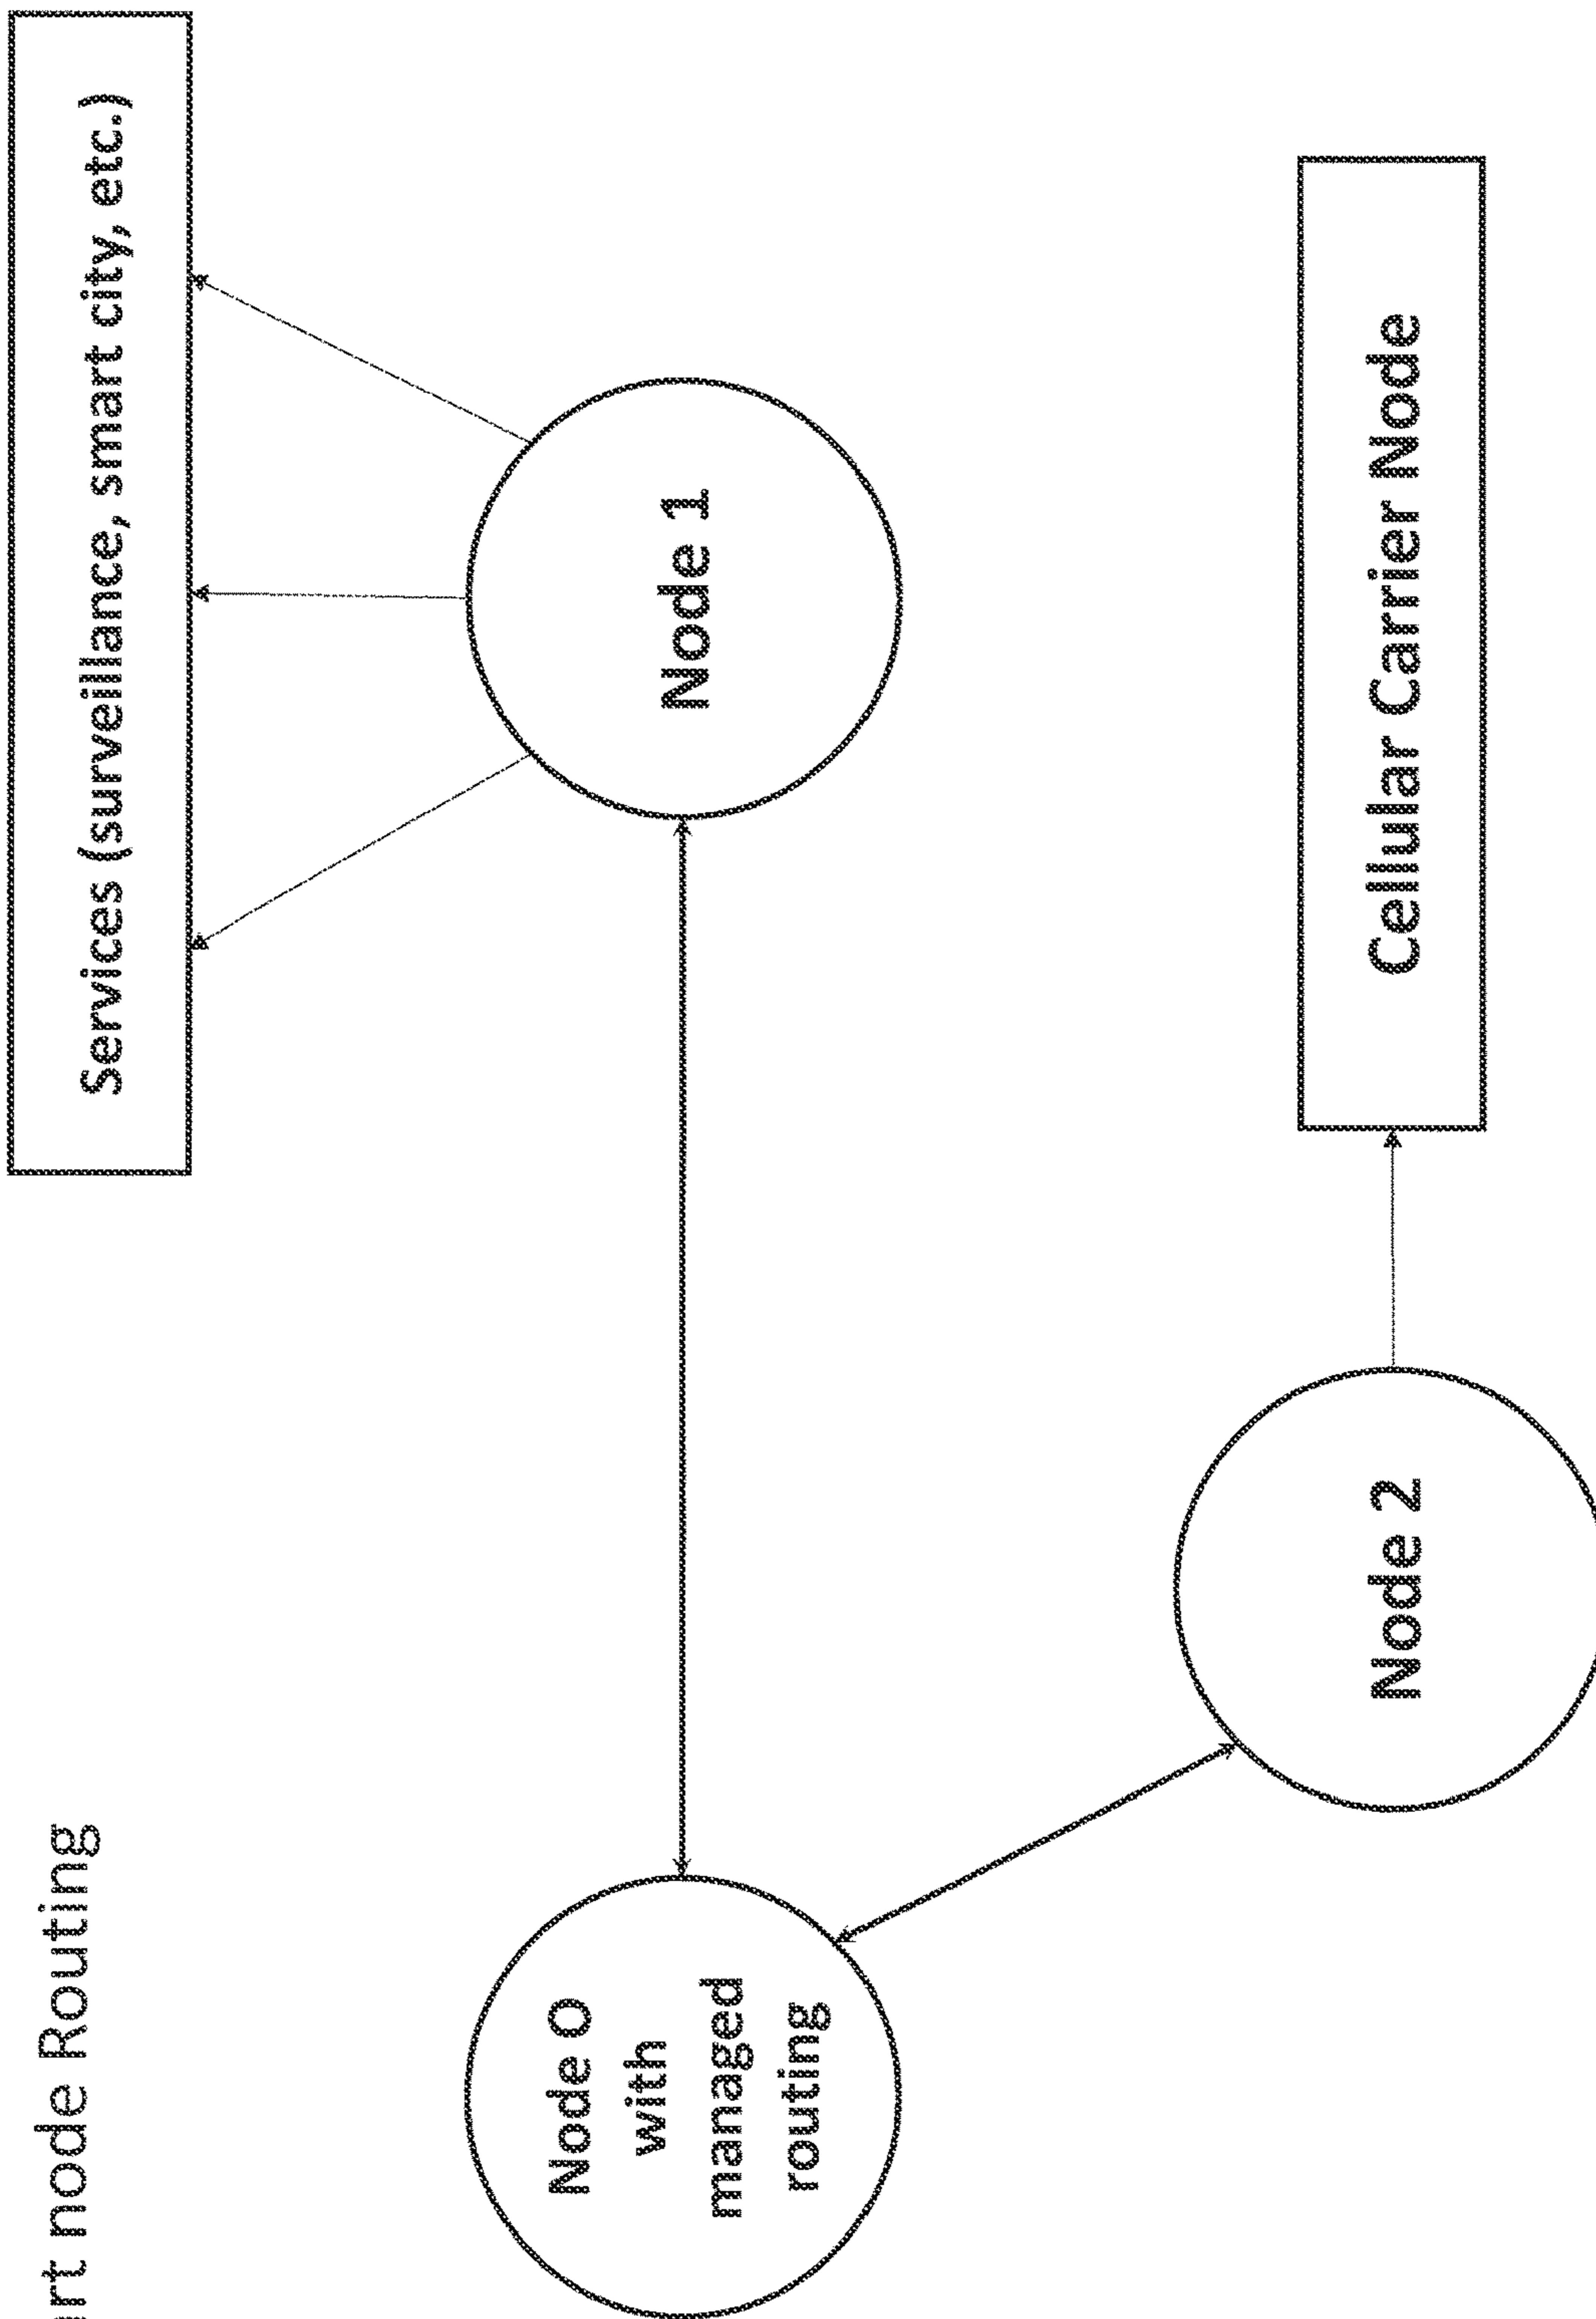 node Routing
Services (surveillance, smart city, etc.)
Node 0
with
managed
routing
Node 1
Node 2
Cellular Carrier Node